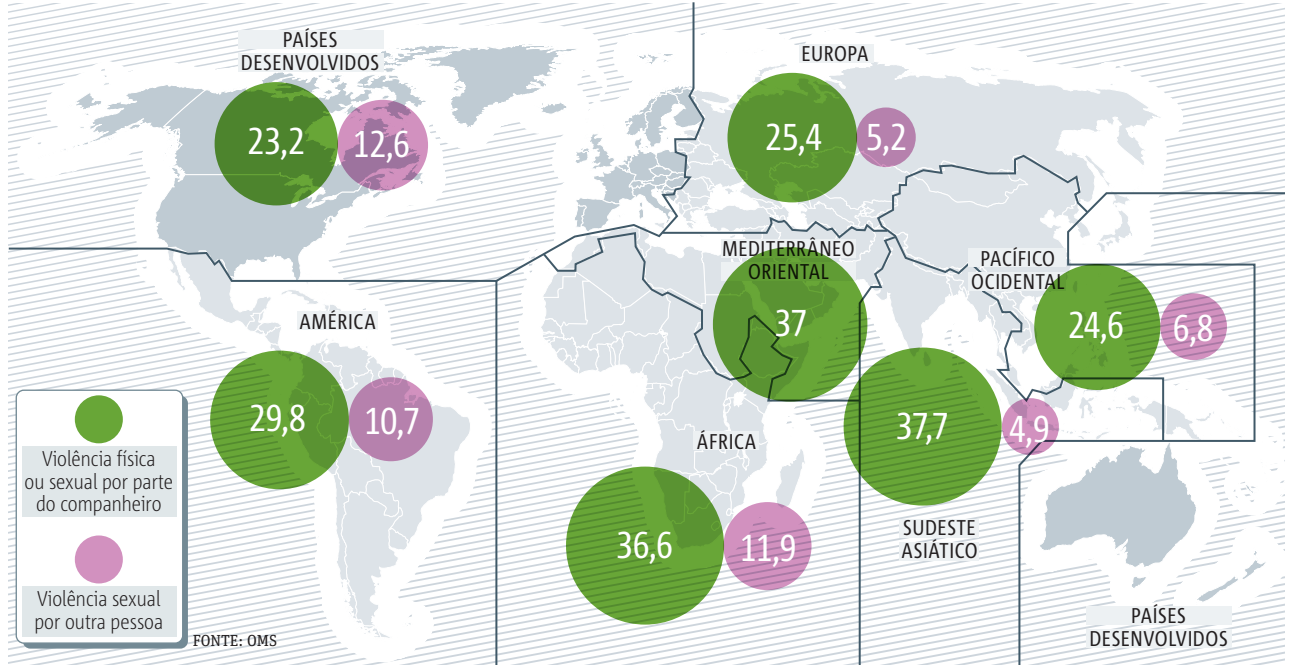 PAÍSES
DESENVOLVIDOS
23,2
12,6
EUROPA
25,4
5,2
MEDITERRÂNEO
ORIENTAL
37
PACÍFICO
OCIDENTAL
24,6
6,8
AMÉRICA
29,8
10,7
ÁFRICA
36,6
11,9
37,7
4,9
SUDESTE
ASIÁTICO
PAÍSES
DESENVOLVIDOS
Violência física
ou sexual por parte
do companheiro
Violência sexual
por outra pessoa
FONTE: OMS